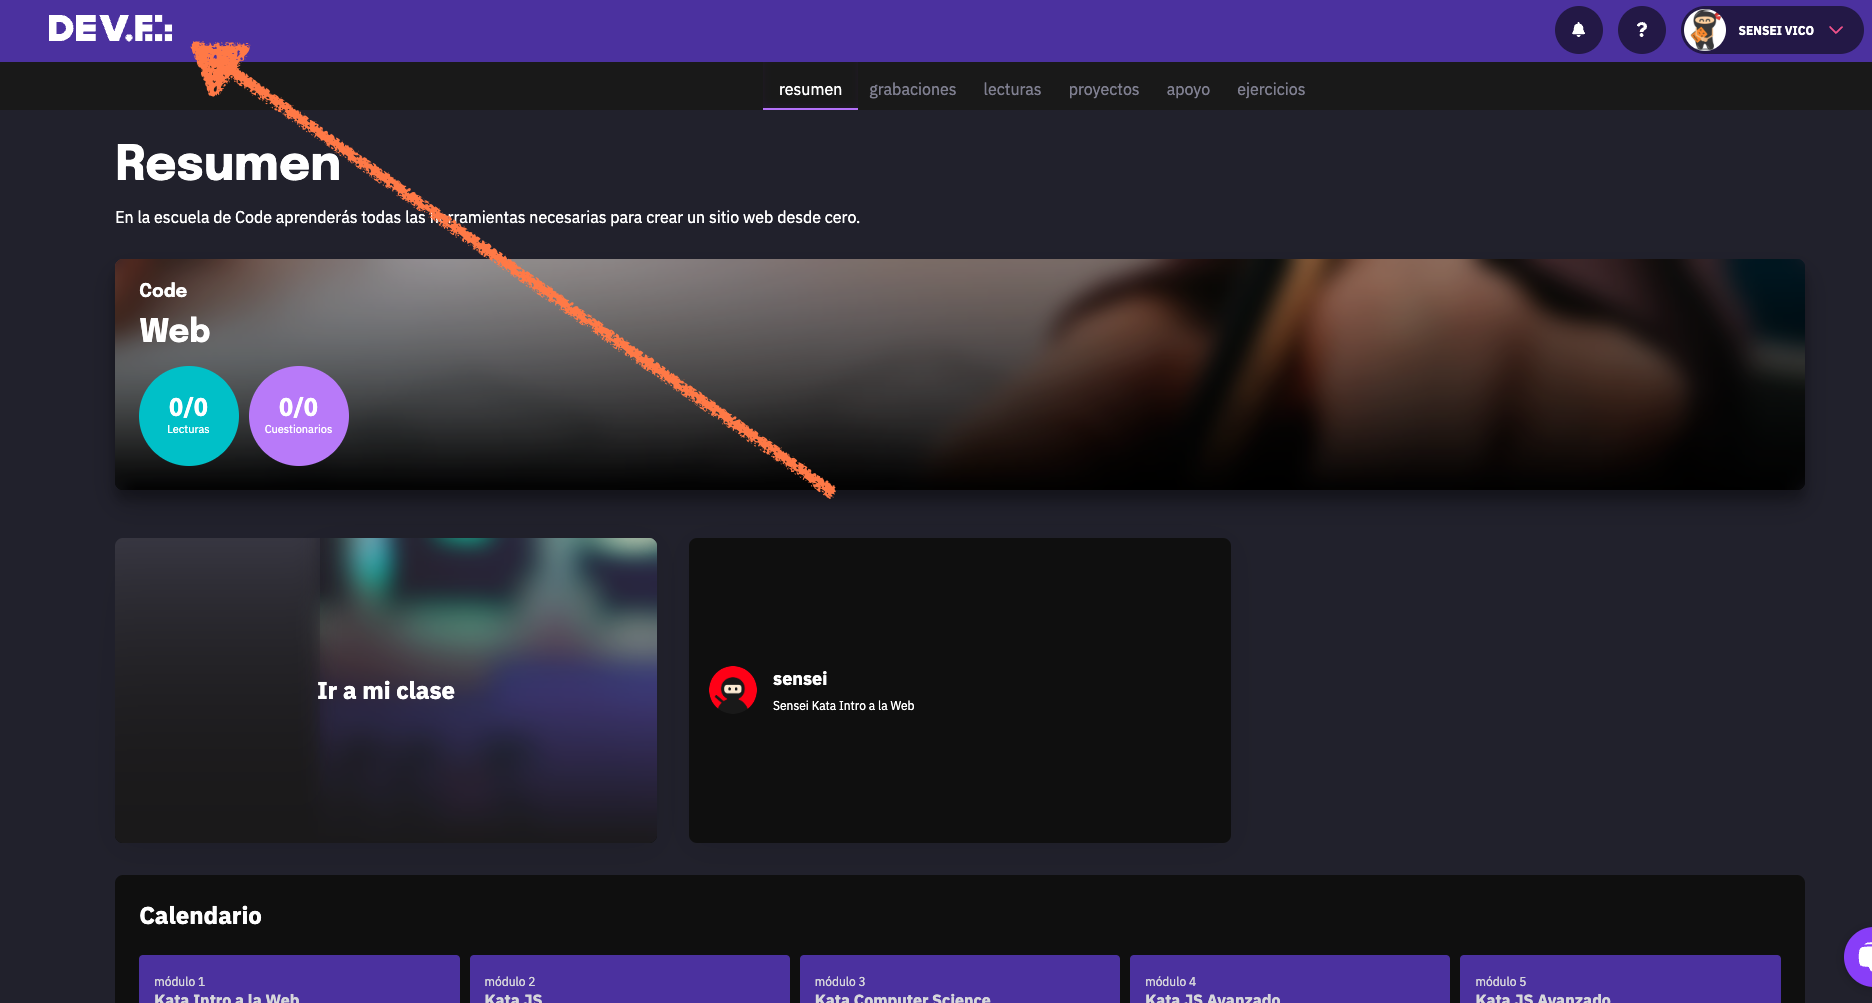 DEV.F.:
?
SENSEI VICO
resumen
grabaciones
lecturas
proyectos
apoyo
ejercicios
Resumen
En la escuela de Code aprenderás todas las herramientas necesarias para crear un sitio web desde cero.
Code
Web
0/0
Lecturas
0/0
Cuestionarios
Ir a mi clase
sensei
Sensei Kata Intro a la Web
Calendario
módulo 1
Kata Intro a la Web
módulo 2
Kata JS
módulo 3
Kata Computer Science
módulo 4
Kata JS Avanzado
módulo 5
Kata JS Avanzado